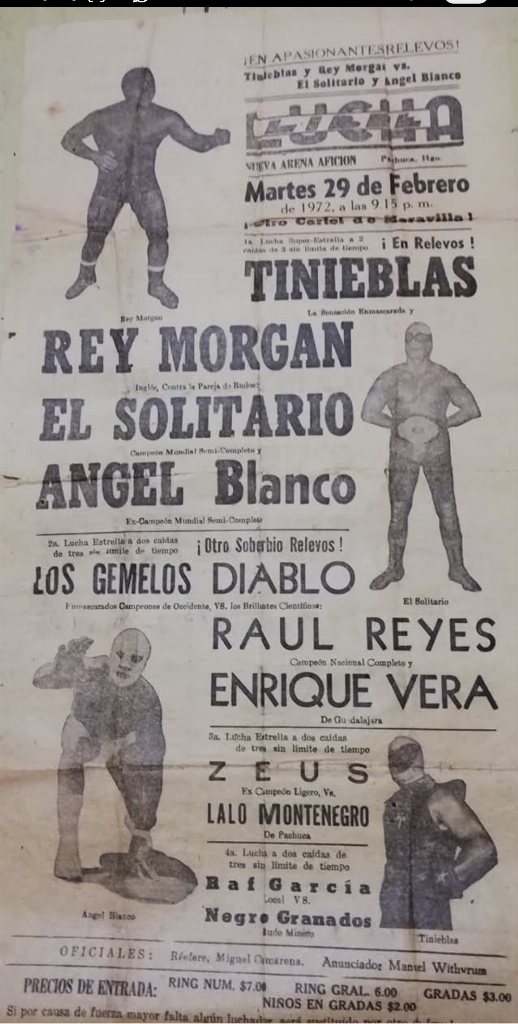 ¡EN APASIONANTES RELEVOS!
Tinieblas y Rey Morgan vs.
El Solitario y Angel Blanco
LUCHA
NUEVA ARENA AFICION Pachuca, Hgo.
Martes 29 de Febrero
de 1972, a las 9.15 p. m.
¡Otro Cartel de Maravilla!
1a. Lucha Super-Estrella a 2
caídas de 3 sin límite de tiempo
¡ En Relevos !
TINIEBLAS
La Sensación Enmascarada y
Rey Morgan
REY MORGAN
Inglés, Contra la Pareja de Rudos:
EL SOLITARIO
Campeón Mundial Semi-Completo y
ANGEL Blanco
Ex-Campeón Mundial Semi-Completo
2a. Lucha Estrella a dos caídas
de tres sin límite de tiempo
¡Otro Soberbio Relevos!
LOS GEMELOS DIABLO
El Solitario
Enmascarados Campeones de Occidente, VS. los Brillantes Científicos:
RAUL REYES
Campeón Nacional Completo y
ENRIQUE VERA
De Guadalajara
3a. Lucha Estrella a dos caídas
de tres sin límite de tiempo
ZEUS
Ex Campeón Ligero, Vs.
LALO MONTENEGRO
De Pachuca
4a. Lucha a dos caídas de
tres sin límite de tiempo
Raf García
Local VS.
Negro Granados
Rudo Minero
Angel Blanco
Tinieblas
OFICIALES: Réferee, Miguel Camarena. Anunciador Manuel Withvrum
PRECIOS DE ENTRADA: RING NUM. $7.00 RING GRAL. 6.00 GRADAS $3.00
NIÑOS EN GRADAS $2.00
Si por causa de fuerza mayor falta algún luchador, será sustituido por otro